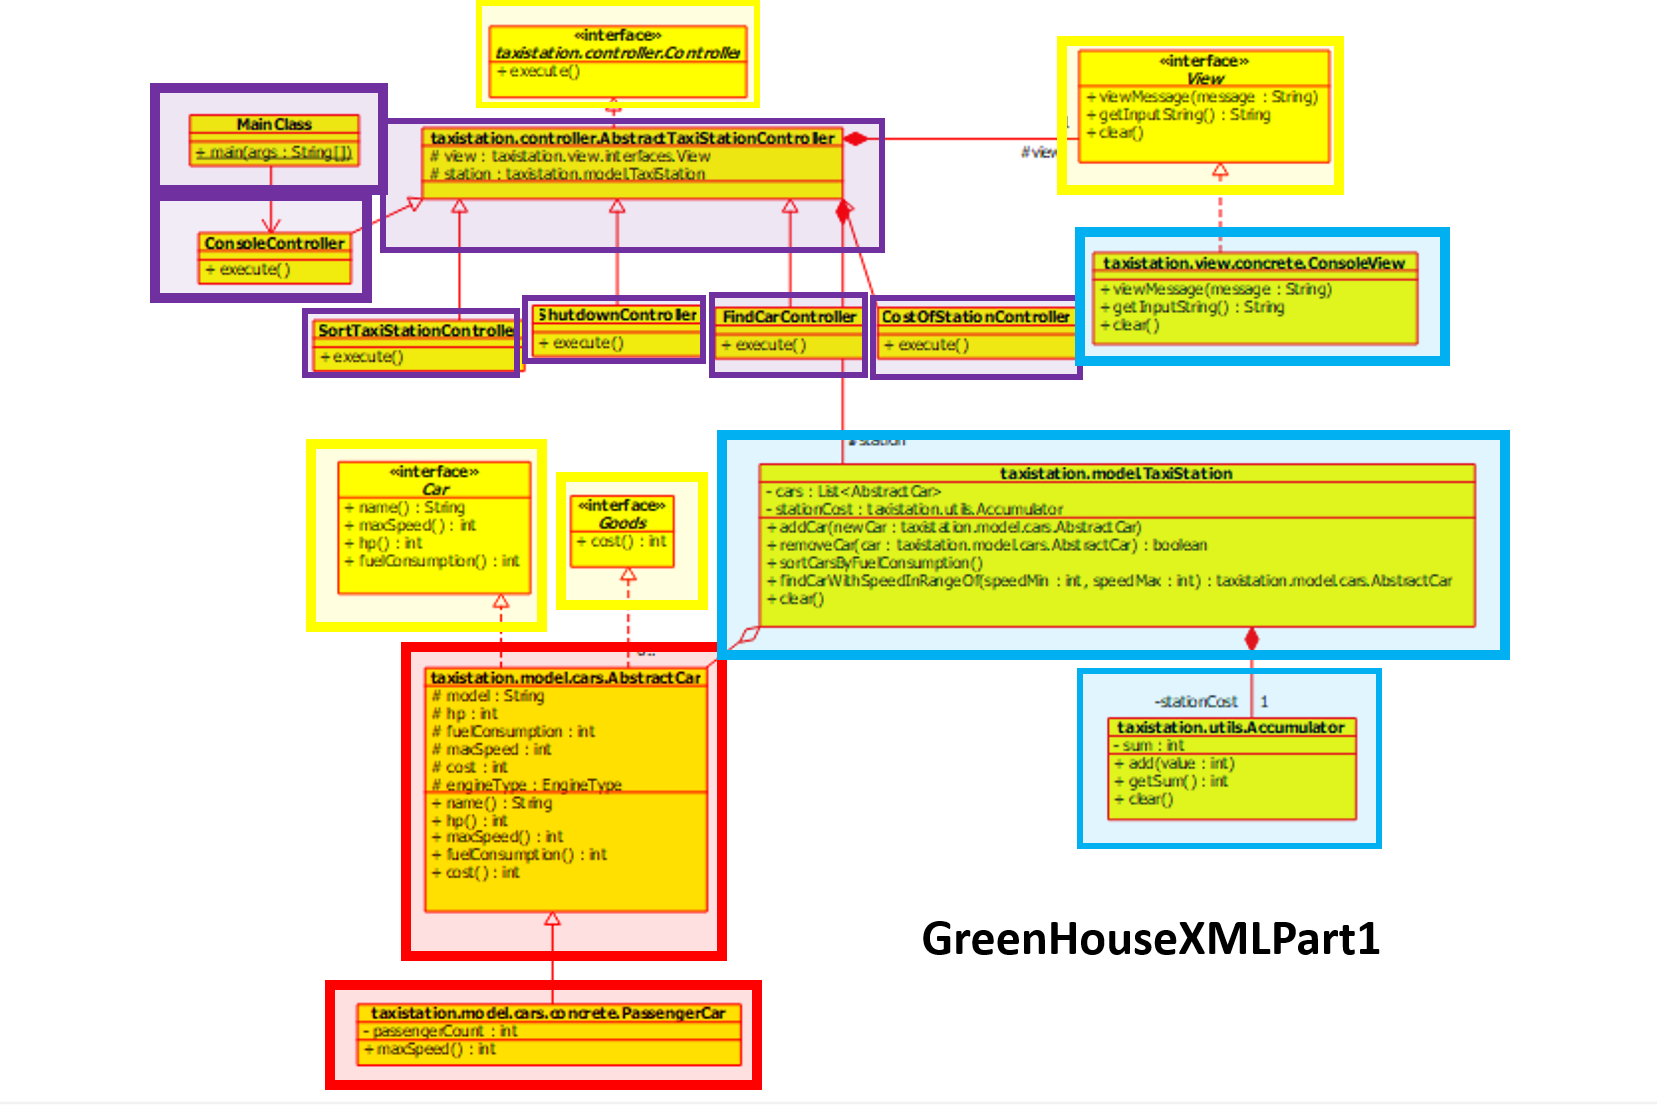 «interface»
taxistation.controller.Controller
+ execute()
«interface»
View
+ viewMessage(message : String)
+ getInputString() : String
+ clear()
Main Class
+ main(args : String[])
taxistation.controller.AbstractTaxiStationController
# view : taxistation.view.interfaces.View
# station : taxistation.model.TaxiStation
#view
ConsoleController
+ execute()
taxistation.view.concrete.ConsoleView
+ viewMessage(message : String)
+ getInputString() : String
+ clear()
SortTaxiStationController
+ execute()
ShutdownController
+ execute()
FindCarController
+ execute()
CostOfStationController
+ execute()
station
«interface»
Car
+ name() : String
+ maxSpeed() : int
+ hp() : int
+ fuelConsumption() : int
«interface»
Goods
+ cost() : int
taxistation.model.TaxiStation
- cars : List<AbstractCar>
- stationCost : taxistation.utils.Accumulator
+ addCar(newCar : taxistation.model.cars.AbstractCar)
+ removeCar(car : taxistation.model.cars.AbstractCar) : boolean
+ sortCarsByFuelConsumption()
+ findCarWithSpeedInRangeOf(speedMin : int, speedMax : int) : taxistation.model.cars.AbstractCar
+ clear()
taxistation.model.cars.AbstractCar
# model : String
# hp : int
# fuelConsumption : int
# maxSpeed : int
# cost : int
# engineType : EngineType
+ name() : String
+ hp() : int
+ maxSpeed() : int
+ fuelConsumption() : int
+ cost() : int
-stationCost 1
taxistation.utils.Accumulator
- sum : int
+ add(value : int)
+ getSum() : int
+ clear()
GreenHouseXMLPart1
taxistation.model.cars.concrete.PassengerCar
- passengerCount : int
+ maxSpeed() : int